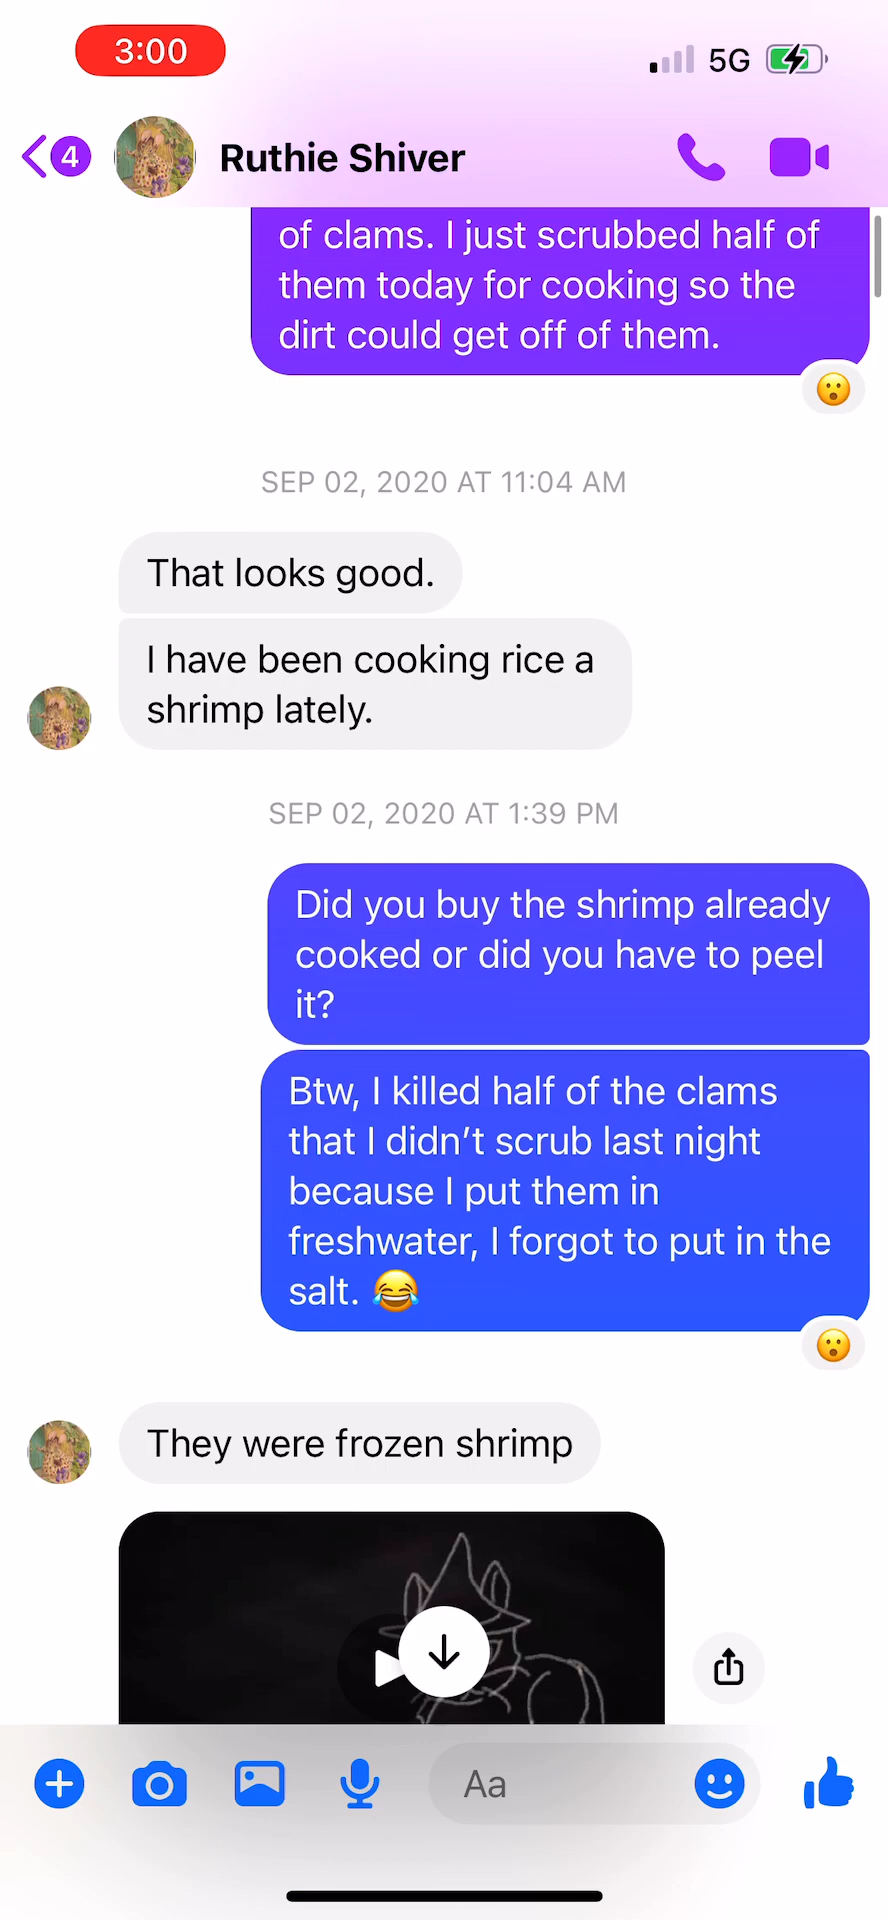 3:00
5G
4
Ruthie Shiver
of clams. I just scrubbed half of
them today for cooking so the
dirt could get off of them.
SEP 02, 2020 AT 11:04 AM
That looks good.
I have been cooking rice a
shrimp lately.
SEP 02, 2020 AT 1:39 PM
Did you buy the shrimp already
cooked or did you have to peel
it?
Btw, I killed half of the clams
that I didn’t scrub last night
because I put them in
freshwater, I forgot to put in the
salt. 😂
They were frozen shrimp
Aa